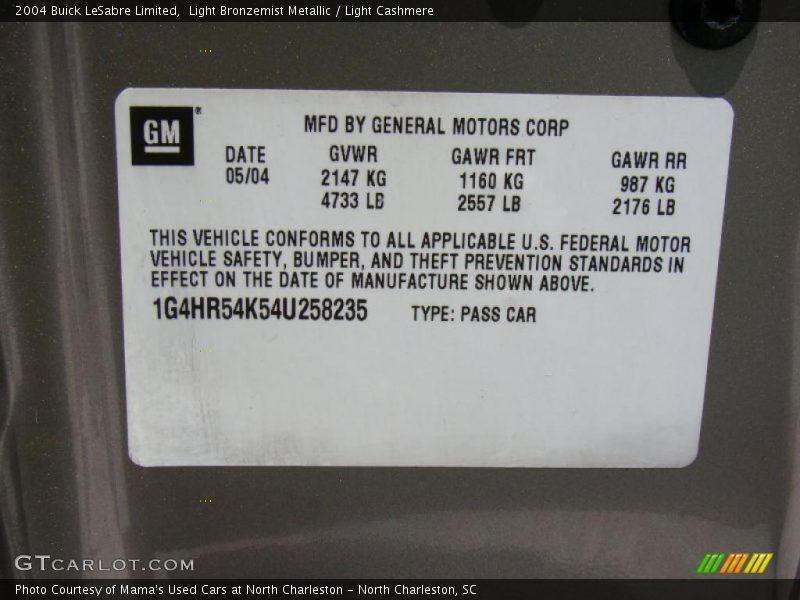 2004 Buick LeSabre Limited,  Light Bronzemist Metallic / Light Cashmere
GM®
MFD BY GENERAL MOTORS CORP
DATE GVWR GAWR FRT GAWR RR
05/04 2147 KG 1160 KG 987 KG
4733 LB 2557 LB 2176 LB
THIS VEHICLE CONFORMS TO ALL APPLICABLE U.S. FEDERAL MOTOR
VEHICLE SAFETY, BUMPER, AND THEFT PREVENTION STANDARDS IN
EFFECT ON THE DATE OF MANUFACTURE SHOWN ABOVE.
1G4HR54K54U258235 TYPE: PASS CAR
GTCARLOT.COM
Photo Courtesy of Mama's Used Cars at North Charleston - North Charleston, SC